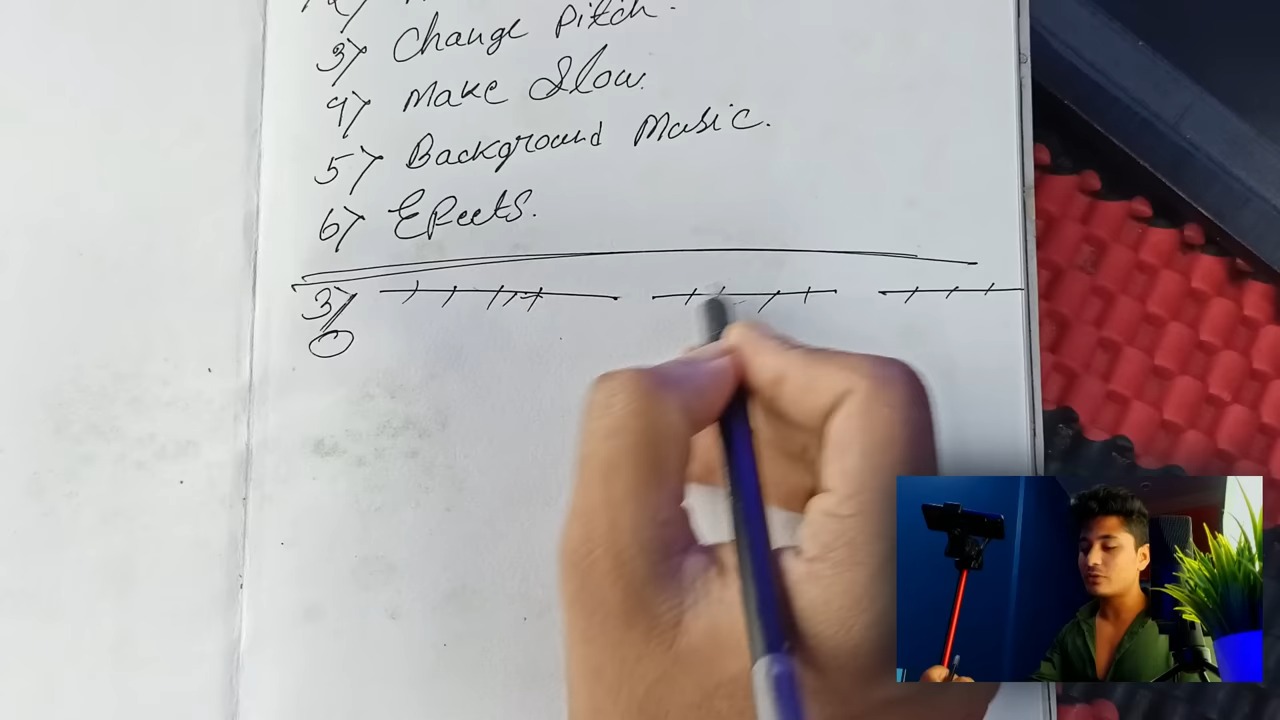 3> Change Pitch.
4> Make Slow.
5> Background Music.
6> Effects.
3>